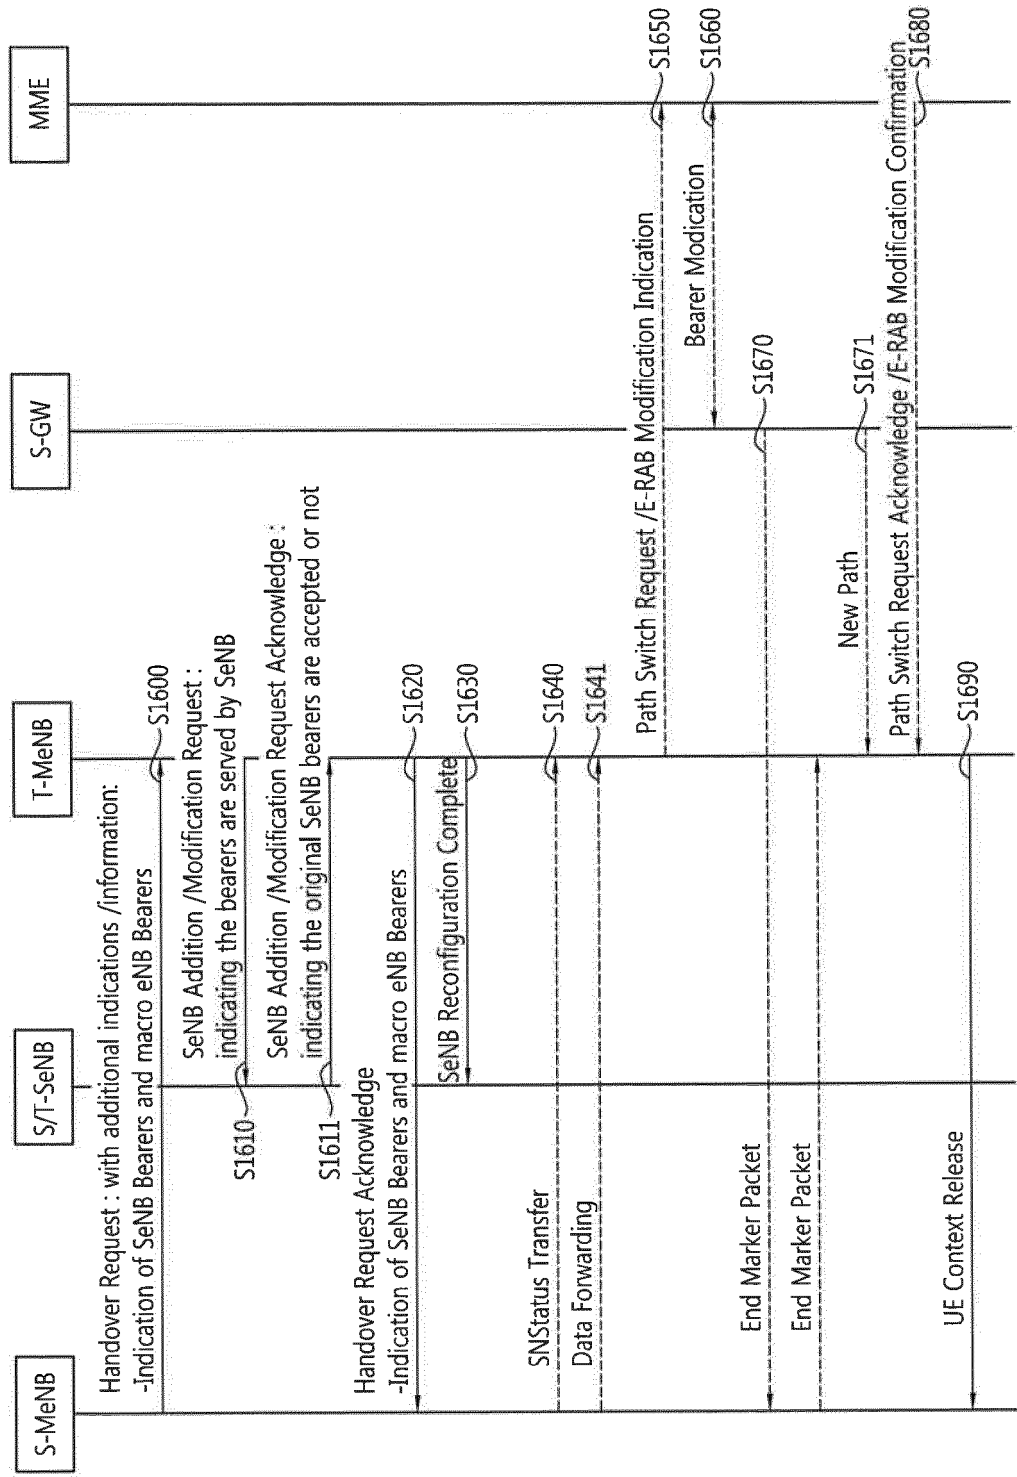 S-MeNB
S/T-SeNB
T-MeNB
S-GW
MME
Handover Request : with additional indications /information:
-Indication of SeNB Bearers and macro eNB Bearers
S1600
SeNB Addition /Modification Request :
indicating the bearers are served by SeNB
S1610
SeNB Addition /Modification Request Acknowledge :
indicating the original SeNB bearers are accepted or not
S1611
Handover Request Acknowledge
-Indication of SeNB Bearers and macro eNB Bearers
S1620
SeNB Reconfiguration Complete
S1630
SNStatus Transfer
S1640
Data Forwarding
S1641
Path Switch Request /E-RAB Modification Indication
S1650
Bearer Modication
S1660
End Marker Packet
S1670
End Marker Packet
New Path
S1671
Path Switch Request Acknowledge /E-RAB Modification Confirmation
S1680
UE Context Release
S1690